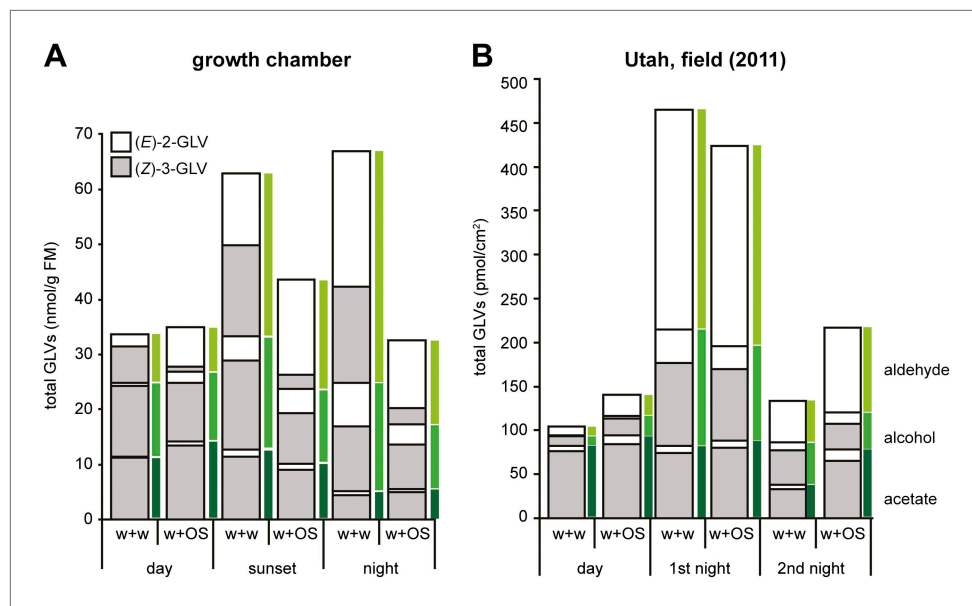 A
growth chamber
total GLVs (nmol/g FM)
70
60
50
40
30
20
10
0
(E)-2-GLV
(Z)-3-GLV
w+w w+OS w+w w+OS w+w w+OS
day sunset night
B
Utah, field (2011)
total GLVs (pmol/cm²)
500
450
400
350
300
250
200
150
100
50
0
aldehyde
alcohol
acetate
w+w w+OS w+w w+OS w+w w+OS
day 1st night 2nd night